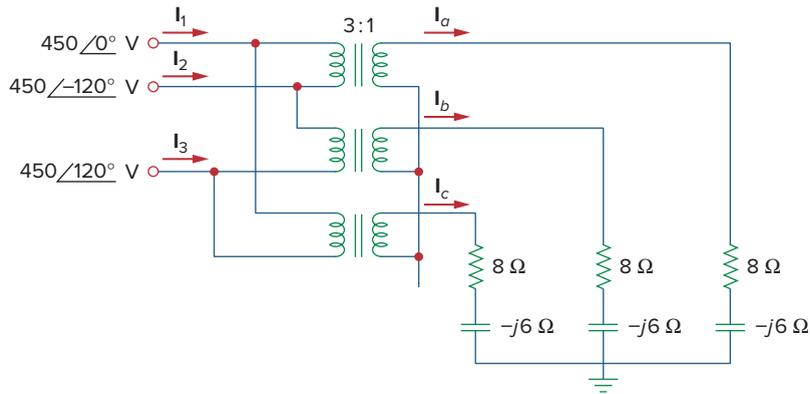 I1
3:1
Ia
450 /0° V
I2
450 /–120° V
Ib
I3
450 /120° V
Ic
8 Ω
8 Ω
8 Ω
–j6 Ω
–j6 Ω
–j6 Ω